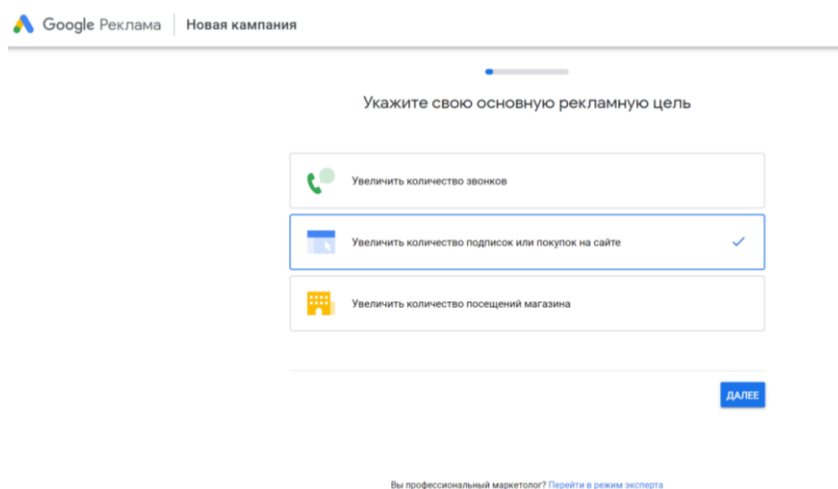 Google Реклама Новая кампания
Укажите свою основную рекламную цель
Увеличить количество звонков
Увеличить количество подписок или покупок на сайте
Увеличить количество посещений магазина
ДАЛЕЕ
Вы профессиональный маркетолог? Перейти в режим эксперта